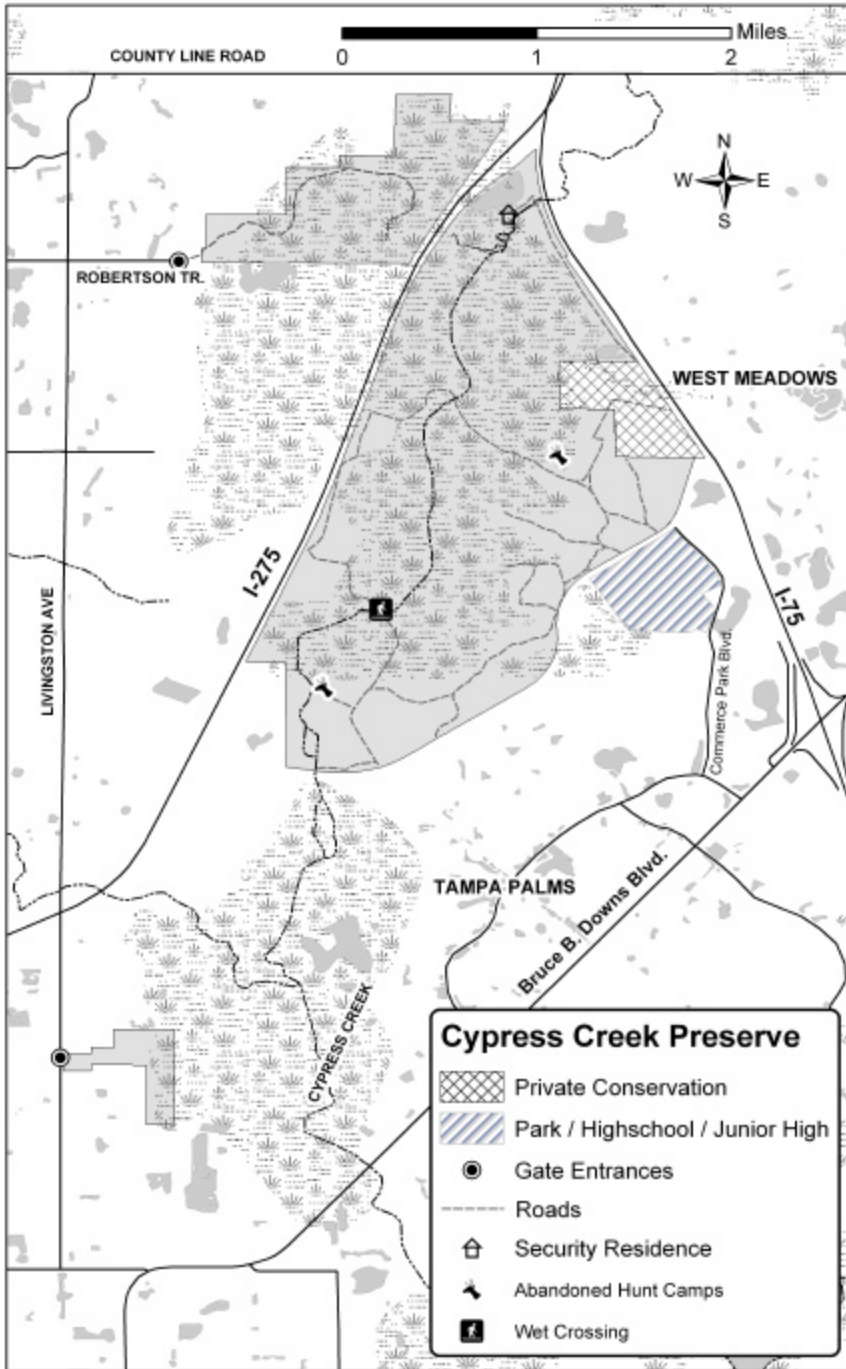 Miles
0 1 2
COUNTY LINE ROAD
N
W E
S
ROBERTSON TR.
WEST MEADOWS
I-275
I-75
LIVINGSTON AVE
Commerce Park Blvd.
TAMPA PALMS
Bruce B. Downs Blvd.
CYPRESS CREEK
Cypress Creek Preserve
Private Conservation
Park / Highschool / Junior High
Gate Entrances
Roads
Security Residence
Abandoned Hunt Camps
Wet Crossing